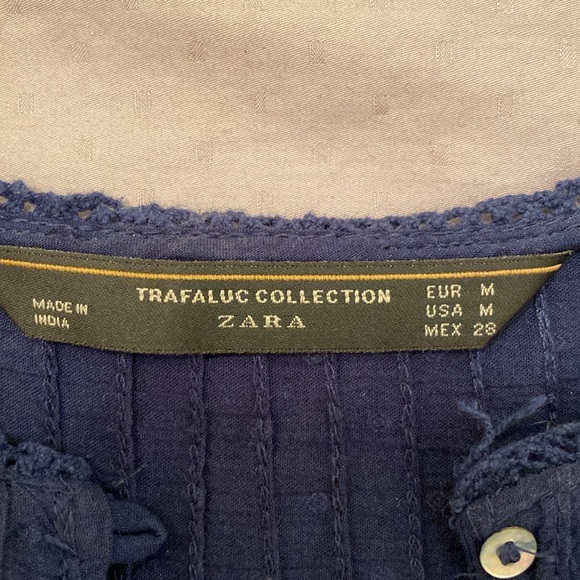 MADE IN
INDIA
TRAFALUC COLLECTION
ZARA
EUR M
USA M
MEX 28